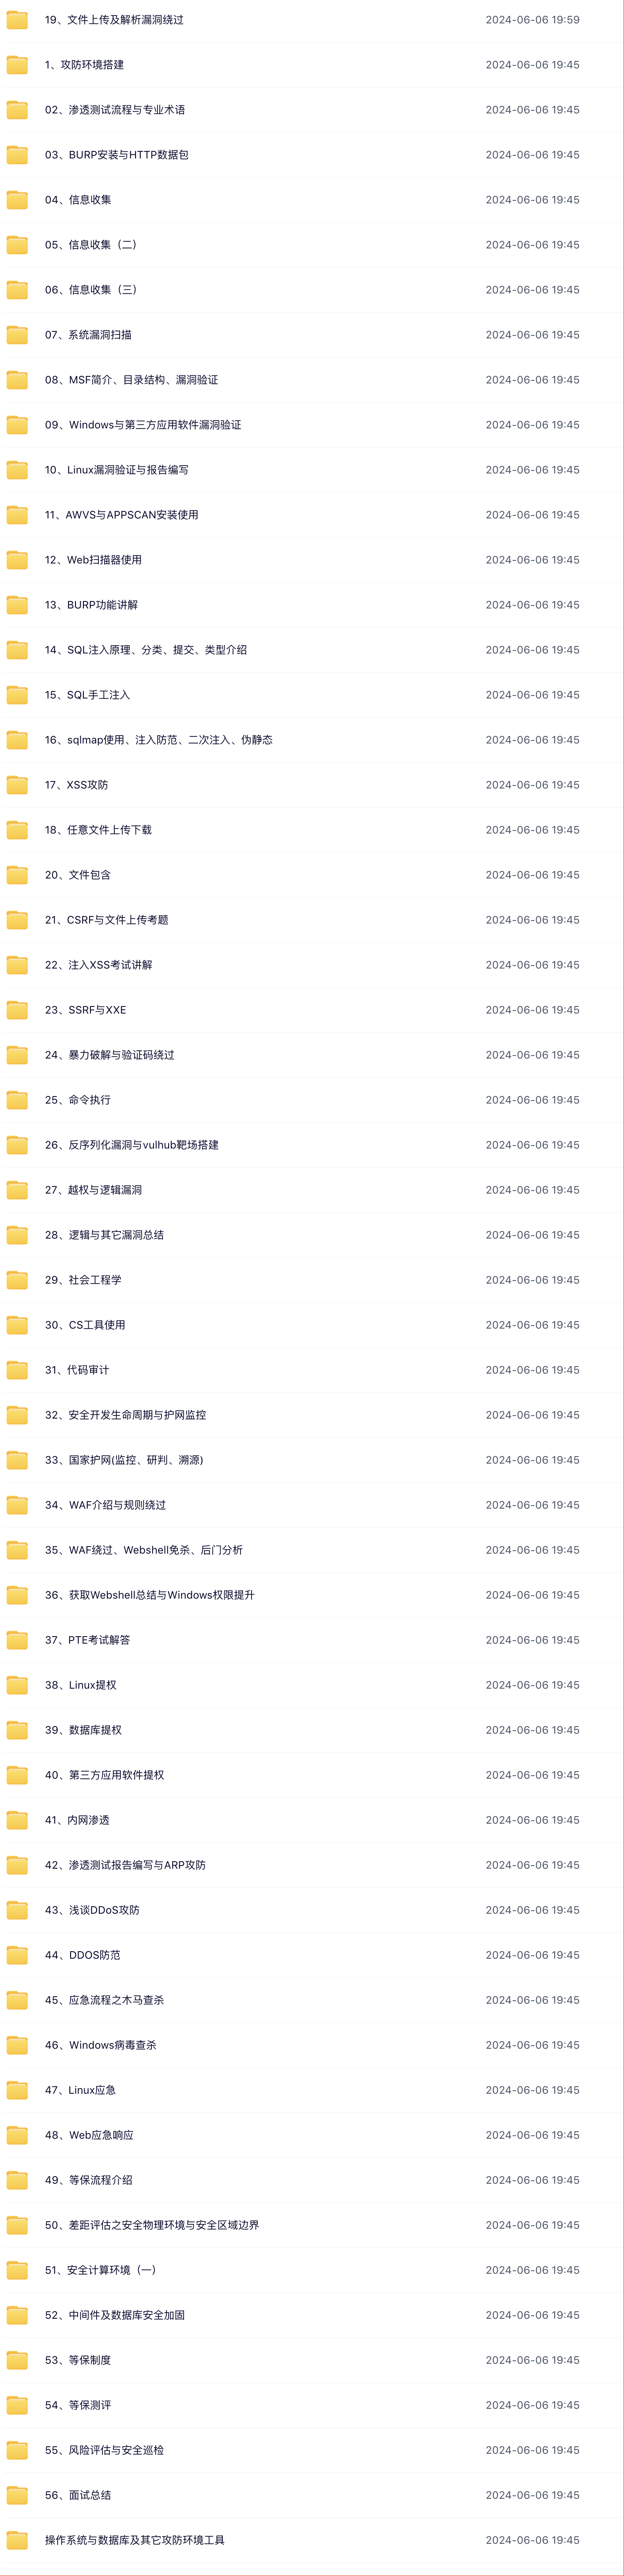 19、文件上传及解析漏洞绕过 2024-06-06 19:59
1、攻防环境搭建 2024-06-06 19:45
02、渗透测试流程与专业术语 2024-06-06 19:45
03、BURP安装与HTTP数据包 2024-06-06 19:45
04、信息收集 2024-06-06 19:45
05、信息收集（二） 2024-06-06 19:45
06、信息收集（三） 2024-06-06 19:45
07、系统漏洞扫描 2024-06-06 19:45
08、MSF简介、目录结构、漏洞验证 2024-06-06 19:45
09、Windows与第三方应用软件漏洞验证 2024-06-06 19:45
10、Linux漏洞验证与报告编写 2024-06-06 19:45
11、AWVS与APPSCAN安装使用 2024-06-06 19:45
12、Web扫描器使用 2024-06-06 19:45
13、BURP功能讲解 2024-06-06 19:45
14、SQL注入原理、分类、提交、类型介绍 2024-06-06 19:45
15、SQL手工注入 2024-06-06 19:45
16、sqlmap使用、注入防范、二次注入、伪静态 2024-06-06 19:45
17、XSS攻防 2024-06-06 19:45
18、任意文件上传下载 2024-06-06 19:45
20、文件包含 2024-06-06 19:45
21、CSRF与文件上传考题 2024-06-06 19:45
22、注入XSS考试讲解 2024-06-06 19:45
23、SSRF与XXE 2024-06-06 19:45
24、暴力破解与验证码绕过 2024-06-06 19:45
25、命令执行 2024-06-06 19:45
26、反序列化漏洞与vulhub靶场搭建 2024-06-06 19:45
27、越权与逻辑漏洞 2024-06-06 19:45
28、逻辑与其它漏洞总结 2024-06-06 19:45
29、社会工程学 2024-06-06 19:45
30、CS工具使用 2024-06-06 19:45
31、代码审计 2024-06-06 19:45
32、安全开发生命周期与护网监控 2024-06-06 19:45
33、国家护网(监控、研判、溯源) 2024-06-06 19:45
34、WAF介绍与规则绕过 2024-06-06 19:45
35、WAF绕过、Webshell免杀、后门分析 2024-06-06 19:45
36、获取Webshell总结与Windows权限提升 2024-06-06 19:45
37、PTE考试解答 2024-06-06 19:45
38、Linux提权 2024-06-06 19:45
39、数据库提权 2024-06-06 19:45
40、第三方应用软件提权 2024-06-06 19:45
41、内网渗透 2024-06-06 19:45
42、渗透测试报告编写与ARP攻防 2024-06-06 19:45
43、浅谈DDoS攻防 2024-06-06 19:45
44、DDOS防范 2024-06-06 19:45
45、应急流程之木马查杀 2024-06-06 19:45
46、Windows病毒查杀 2024-06-06 19:45
47、Linux应急 2024-06-06 19:45
48、Web应急响应 2024-06-06 19:45
49、等保流程介绍 2024-06-06 19:45
50、差距评估之安全物理环境与安全区域边界 2024-06-06 19:45
51、安全计算环境（一） 2024-06-06 19:45
52、中间件及数据库安全加固 2024-06-06 19:45
53、等保制度 2024-06-06 19:45
54、等保测评 2024-06-06 19:45
55、风险评估与安全巡检 2024-06-06 19:45
56、面试总结 2024-06-06 19:45
操作系统与数据库及其它攻防环境工具 2024-06-06 19:45